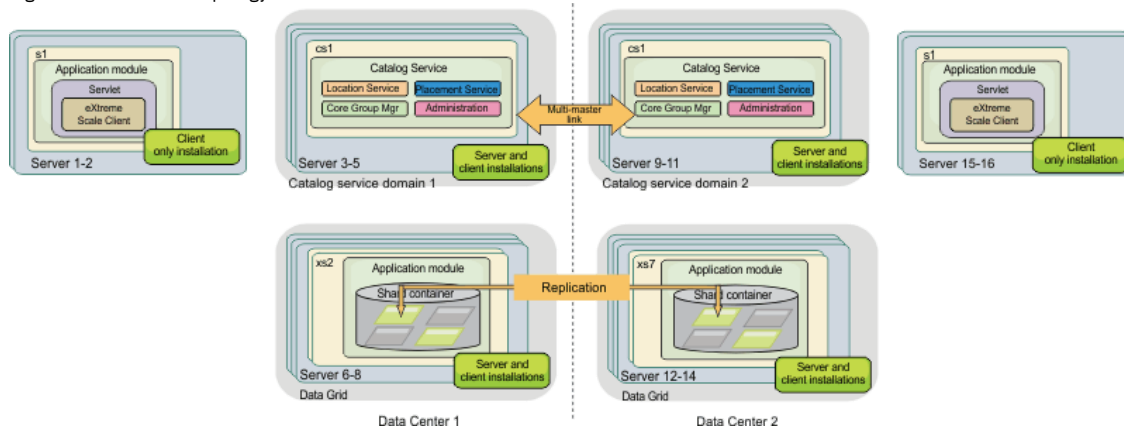 s1
Application module
Servlet
eXtreme
Scale Client
Client
only installation
Server 1-2
cs1
Catalog Service
Location Service
Placement Service
Core Group Mgr
Administration
Server and
client installations
Server 3-5
Catalog service domain 1
Multi-master
link
cs1
Catalog Service
Location Service
Placement Service
Core Group Mgr
Administration
Server and
client installations
Server 9-11
Catalog service domain 2
s1
Application module
Servlet
eXtreme
Scale Client
Client
only installation
Server 15-16
xs2
Application module
Shard container
Server and
client installations
Server 6-8
Data Grid
Replication
xs7
Application module
Shard container
Server and
client installations
Server 12-14
Data Grid
Data Center 1
Data Center 2